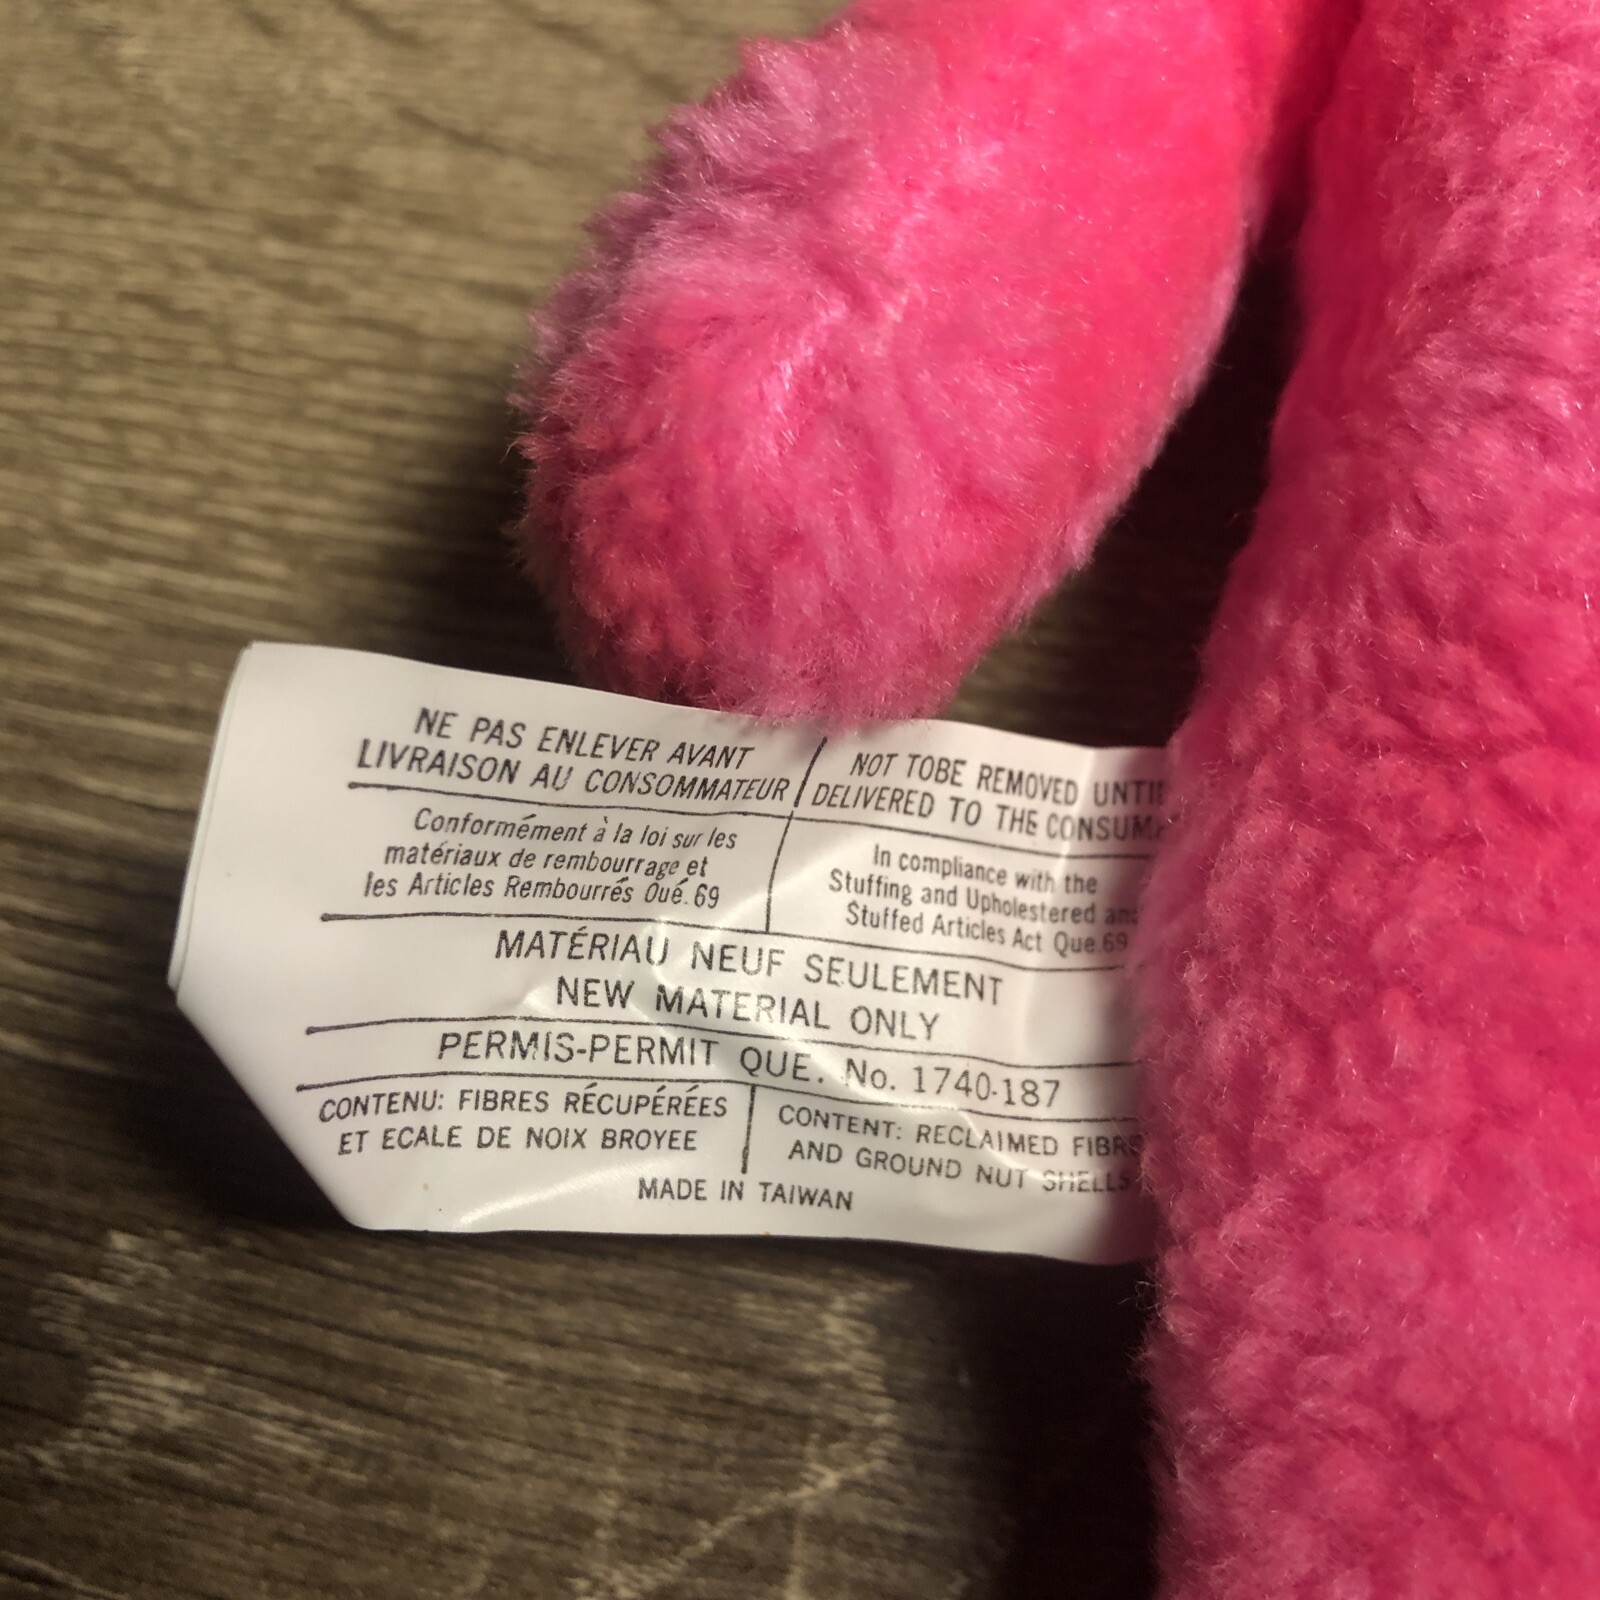 NE PAS ENLEVER AVANT
LIVRAISON AU CONSOMMATEUR
NOT TOBE REMOVED
DELIVERED TO THE
Conformément à la loi sur les
matériaux de rembourrage et
les Articles Rembourrés Qué. 69
In compliance with the
Stuffing and Upholstered and
Stuffed Articles Act Que.69
MATÉRIAU NEUF SEULEMENT
NEW MATERIAL ONLY
PERMIS-PERMIT QUE. No. 1740-187
CONTENU: FIBRES RÉCUPÉRÉES
ET ECALE DE NOIX BROYEE
CONTENT: RECLAIMED
AND GROUND NUT SHELLS
MADE IN TAIWAN